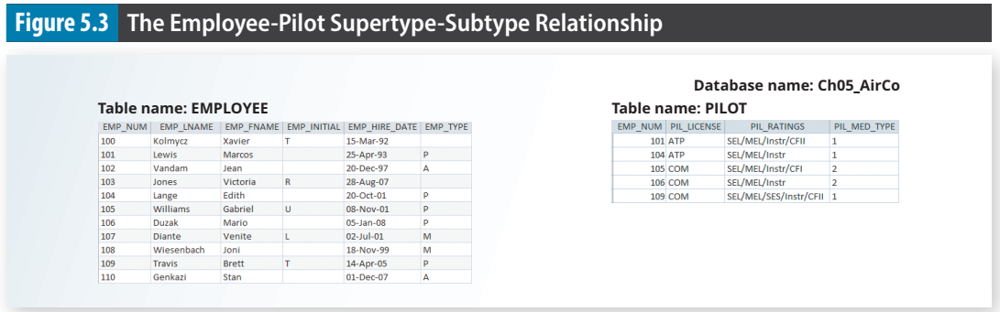 Figure 5.3 The Employee-Pilot Supertype-Subtype Relationship
Database name: Ch05_AirCo
Table name: EMPLOYEE
EMP_NUM EMP_LNAME EMP_FNAME EMP_INITIAL EMP_HIRE_DATE EMP_TYPE
100 Kolmycz Xavier T 15-Mar-92
101 Lewis Marcos 25-Apr-93 P
102 Vandam Jean 20-Dec-97 A
103 Jones Victoria R 28-Aug-07
104 Lange Edith 20-Oct-01 P
105 Williams Gabriel U 08-Nov-01 P
106 Duzak Mario 05-Jan-08 P
107 Diante Venite L 02-Jul-01 M
108 Wiesenbach Joni 18-Nov-99 M
109 Travis Brett T 14-Apr-05 P
110 Genkazi Stan 01-Dec-07 A
Table name: PILOT
EMP_NUM PIL_LICENSE PIL_RATINGS PIL_MED_TYPE
101 ATP SEL/MEL/Instr/CFII 1
104 ATP SEL/MEL/Instr 1
105 COM SEL/MEL/Instr/CFI 2
106 COM SEL/MEL/Instr 2
109 COM SEL/MEL/SES/Instr/CFII 1